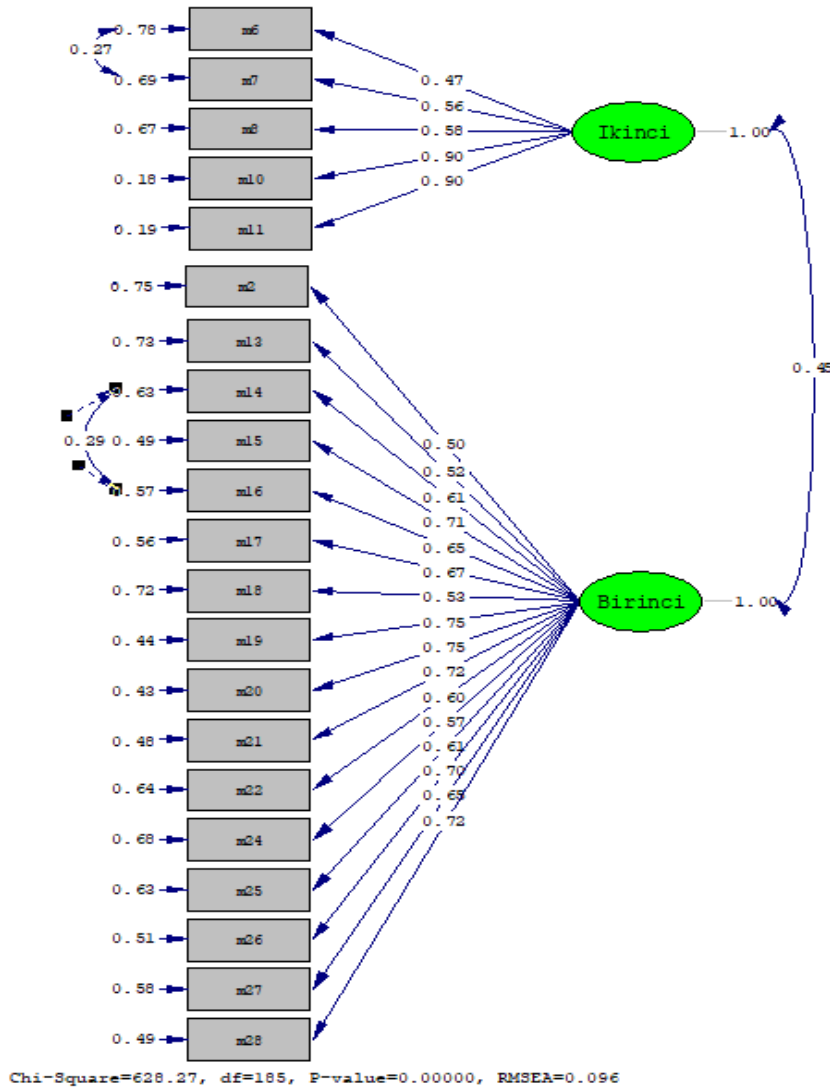 0.78 m6
0.27
0.69 m7
0.67 m8
0.18 m10
0.19 m11
0.47
0.56
0.58
0.90
0.90
Ikinci 1.00
0.45
0.75 m2
0.73 m13
0.63 m14
0.29 0.49 m15
0.57 m16
0.56 m17
0.72 m18
0.44 m19
0.43 m20
0.48 m21
0.64 m22
0.68 m24
0.63 m25
0.51 m26
0.58 m27
0.49 m28
0.50
0.52
0.61
0.71
0.65
0.67
0.53
0.75
0.75
0.72
0.60
0.57
0.61
0.70
0.65
0.72
Birinci 1.00
Chi-Square=628.27, df=185, P-value=0.00000, RMSEA=0.096